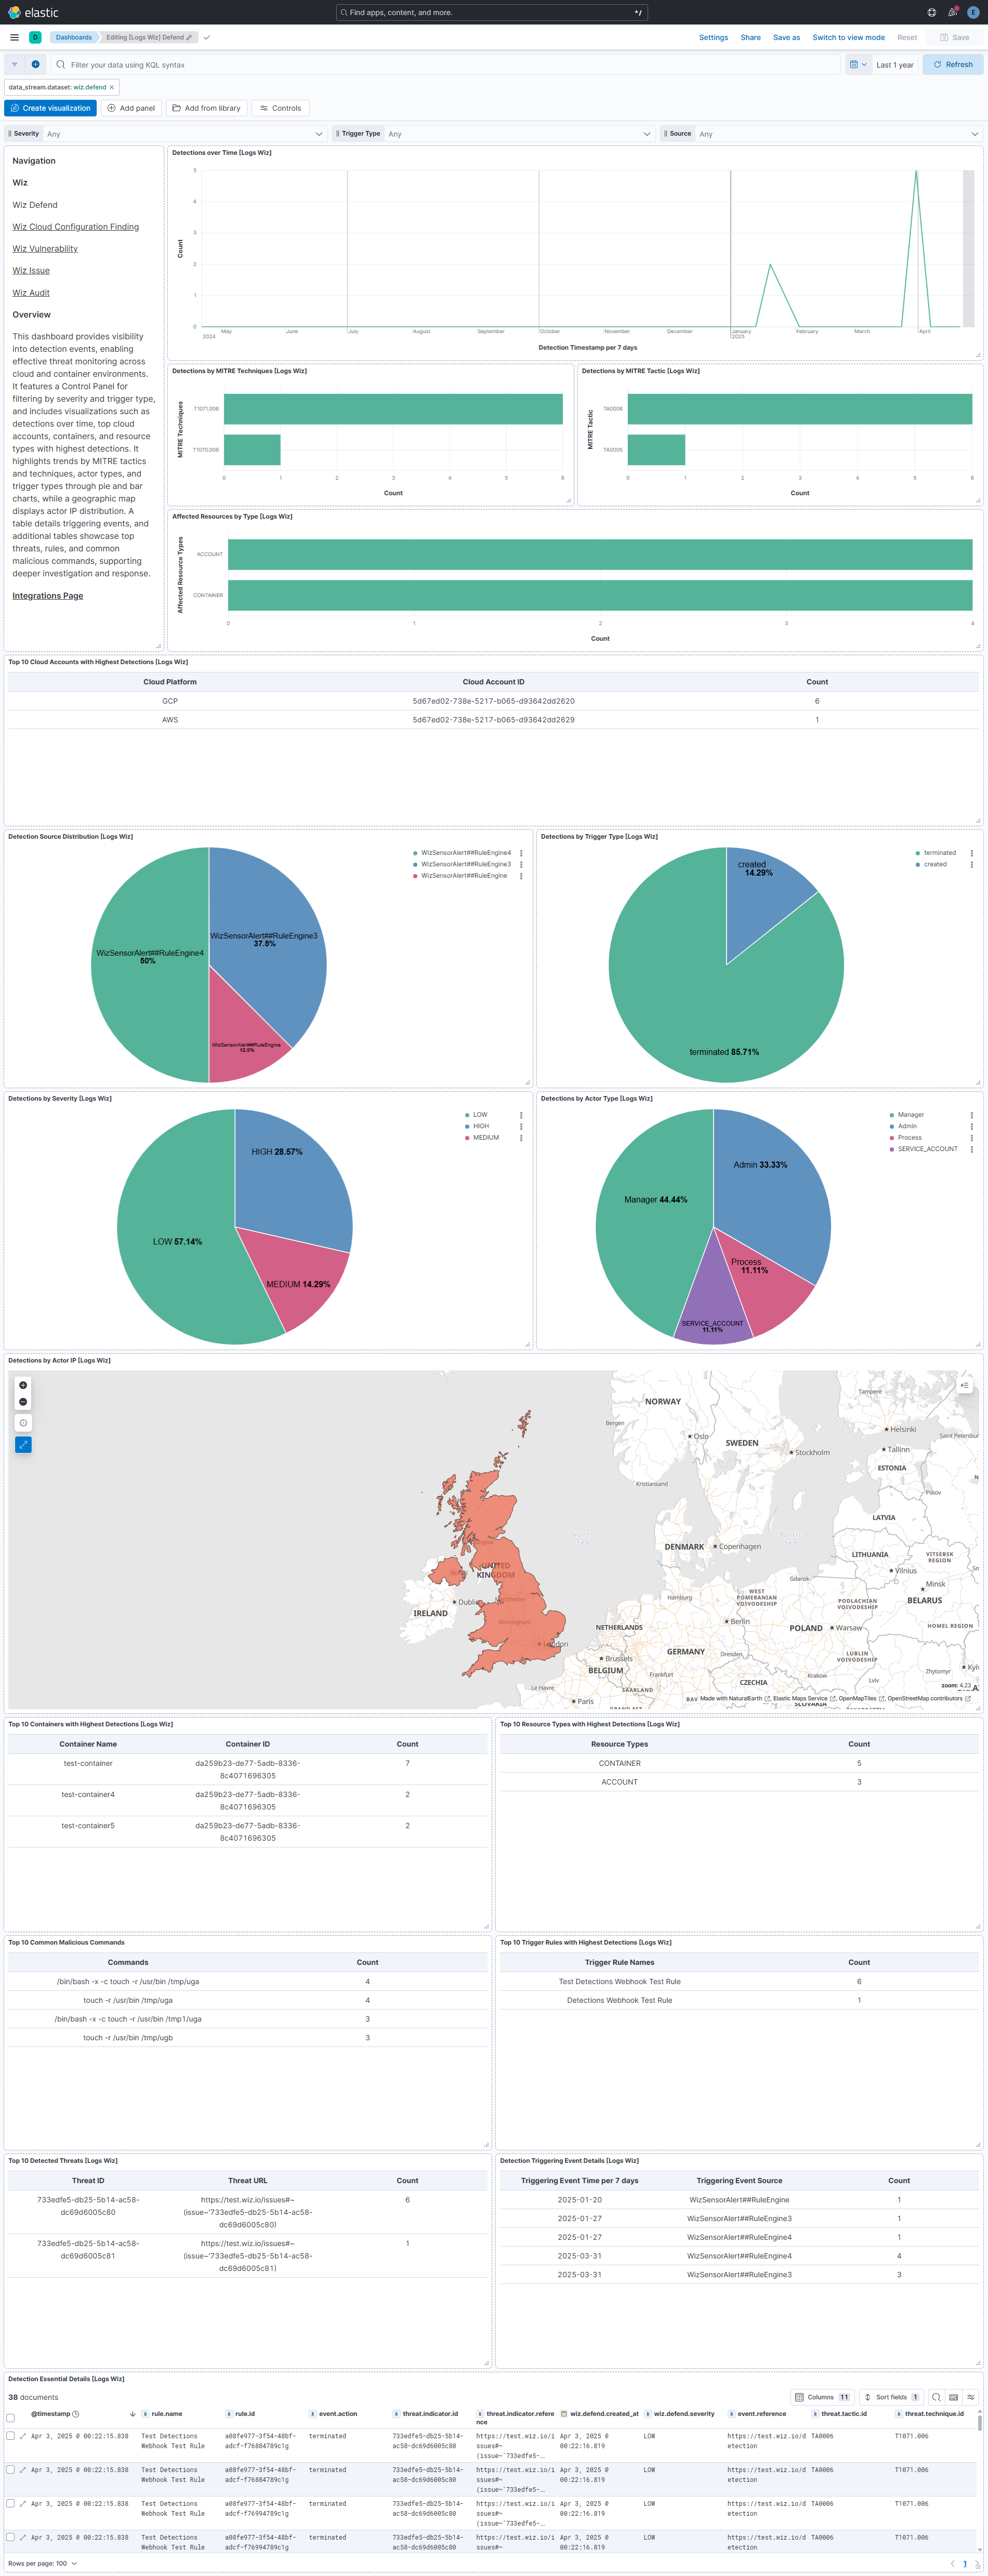 elastic
Find apps, content, and more.
^/
E
D
Dashboards
Editing [Logs Wiz] Defend
Settings
Share
Save as
Switch to view mode
Reset
Save
Filter your data using KQL syntax
Last 1 year
Refresh
data_stream.dataset: wiz.defend ×
Create visualization
Add panel
Add from library
Controls
Severity Any
Trigger Type Any
Source Any
Navigation
Wiz
Wiz Defend
Wiz Cloud Configuration Finding
Wiz Vulnerability
Wiz Issue
Wiz Audit
Overview
This dashboard provides visibility
into detection events, enabling
effective threat monitoring across
cloud and container environments.
It features a Control Panel for
filtering by severity and trigger type,
and includes visualizations such as
detections over time, top cloud
accounts, containers, and resource
types with highest detections. It
highlights trends by MITRE tactics
and techniques, actor types, and
trigger types through pie and bar
charts, while a geographic map
displays actor IP distribution. A
table details triggering events, and
additional tables showcase top
threats, rules, and common
malicious commands, supporting
deeper investigation and response.
Integrations Page
Detections over Time [Logs Wiz]
Count
5
4
3
2
1
0
May June July August September October November December January February March April
2024 2025
Detection Timestamp per 7 days
Detections by MITRE Techniques [Logs Wiz]
MITRE Techniques
T1071.006
T1070.006
0 1 2 3 4 5 6
Count
Detections by MITRE Tactic [Logs Wiz]
MITRE Tactic
TA0006
TA0005
0 1 2 3 4 5 6
Count
Affected Resources by Type [Logs Wiz]
Affected Resource Types
ACCOUNT
CONTAINER
0 1 2 3 4
Count
Top 10 Cloud Accounts with Highest Detections [Logs Wiz]
Cloud Platform Cloud Account ID Count
GCP 5d67ed02-738e-5217-b065-d93642dd2620 6
AWS 5d67ed02-738e-5217-b065-d93642dd2629 1
Detection Source Distribution [Logs Wiz]
WizSensorAlert##RuleEngine4
WizSensorAlert##RuleEngine3
WizSensorAlert##RuleEngine
WizSensorAlert##RuleEngine3
37.5%
WizSensorAlert##RuleEngine4
50%
WizSensorAlert##RuleEngine
12.5%
Detections by Trigger Type [Logs Wiz]
terminated
created
created
14.29%
terminated 85.71%
Detections by Severity [Logs Wiz]
LOW
HIGH
MEDIUM
HIGH 28.57%
LOW 57.14%
MEDIUM 14.29%
Detections by Actor Type [Logs Wiz]
Manager
Admin
Process
SERVICE_ACCOUNT
Admin 33.33%
Manager 44.44%
Process
11.11%
SERVICE_ACCOUNT
11.11%
Detections by Actor IP [Logs Wiz]
NORWAY
Tampere
Bergen
Helsinki
Oslo
Saint Petersbur
SWEDEN
Tallinn
Stockholm
ESTONIA
Kristiansand
Pskov
LATVIA
North
Sea
Baltic
Sea
DENMARK
Copenhagen
LITHUANIA
VITSEBSK
REGION
UNITED
KINGDOM
Vilnius
Gdansk
Minsk
WEST
POMERANIAN
VOIVODESHIP
Hamburg
PODLACHIAN
VOIVODESHIP
BELARUS
Dublin
IRELAND
Birmingham
Berlin
NETHERLANDS
POLAND
Warsaw
HOMEL REGION
London
GERMANY
Dresden
LUBLIN
VOIVODESHIP
Brussels
BELGIUM
Frankfurt
Krakow
Zhytomyr
Kyi
CZECHIA
Lviv
Le Havre
SAARLAND
zoom: 4.23
Paris
BAV
Made with NaturalEarth , Elastic Maps Service , OpenMapTiles , OpenStreetMap contributors
Top 10 Containers with Highest Detections [Logs Wiz]
Container Name Container ID Count
test-container da259b23-de77-5adb-8336- 7
8c4071696305
test-container4 da259b23-de77-5adb-8336- 2
8c4071696305
test-container5 da259b23-de77-5adb-8336- 2
8c4071696305
Top 10 Resource Types with Highest Detections [Logs Wiz]
Resource Types Count
CONTAINER 5
ACCOUNT 3
Top 10 Common Malicious Commands
Commands Count
/bin/bash -x -c touch -r /usr/bin /tmp/uga 4
touch -r /usr/bin /tmp/uga 4
/bin/bash -x -c touch -r /usr/bin /tmp1/uga 3
touch -r /usr/bin /tmp/ugb 3
Top 10 Trigger Rules with Highest Detections [Logs Wiz]
Trigger Rule Names Count
Test Detections Webhook Test Rule 6
Detections Webhook Test Rule 1
Top 10 Detected Threats [Logs Wiz]
Threat ID Threat URL Count
733edfe5-db25-5b14-ac58- https://test.wiz.io/issues#~ 6
dc69d6005c80 (issue~'733edfe5-db25-5b14-ac58-
dc69d6005c80)
733edfe5-db25-5b14-ac58- https://test.wiz.io/issues#~ 1
dc69d6005c81 (issue~'733edfe5-db25-5b14-ac58-
dc69d6005c81)
Detection Triggering Event Details [Logs Wiz]
Triggering Event Time per 7 days Triggering Event Source Count
2025-01-20 WizSensorAlert##RuleEngine 1
2025-01-27 WizSensorAlert##RuleEngine3 1
2025-01-27 WizSensorAlert##RuleEngine4 1
2025-03-31 WizSensorAlert##RuleEngine4 4
2025-03-31 WizSensorAlert##RuleEngine3 3
Detection Essential Details [Logs Wiz]
38 documents
Columns 11
Sort fields 1
@timestamp rule.name rule.id event.action threat.indicator.id threat.indicator.refere wiz.defend.created_at wiz.defend.severity event.reference threat.tactic.id threat.technique.id
nce
Apr 3, 2025 @ 00:22:15.838 Test Detections a08fe977-3f54-48bf- terminated 733edfe5-db25-5b14- https://test.wiz.io/i Apr 3, 2025 @ LOW https://test.wiz.io/d TA0006 T1071.006
Webhook Test Rule adcf-f76884789c1g ac58-dc69d6005c80 ssues#~ 00:22:16.819 etection
(issue~'733edfe5-…
Apr 3, 2025 @ 00:22:15.838 Test Detections a08fe977-3f54-48bf- terminated 733edfe5-db25-5b14- https://test.wiz.io/i Apr 3, 2025 @ LOW https://test.wiz.io/d TA0006 T1071.006
Webhook Test Rule adcf-f76884789c1g ac58-dc69d6005c80 ssues#~ 00:22:16.819 etection
(issue~'733edfe5-…
Apr 3, 2025 @ 00:22:15.838 Test Detections a08fe977-3f54-48bf- terminated 733edfe5-db25-5b14- https://test.wiz.io/i Apr 3, 2025 @ LOW https://test.wiz.io/d TA0006 T1071.006
Webhook Test Rule adcf-f76994789c1g ac58-dc69d6005c80 ssues#~ 00:22:16.819 etection
(issue~'733edfe5-…
Apr 3, 2025 @ 00:22:15.838 Test Detections a08fe977-3f54-48bf- terminated 733edfe5-db25-5b14- https://test.wiz.io/i Apr 3, 2025 @ LOW https://test.wiz.io/d TA0006 T1071.006
Webhook Test Rule adcf-f76994789c1g ac58-dc69d6005c80 ssues#~ 00:22:16.819 etection
Rows per page: 100
1